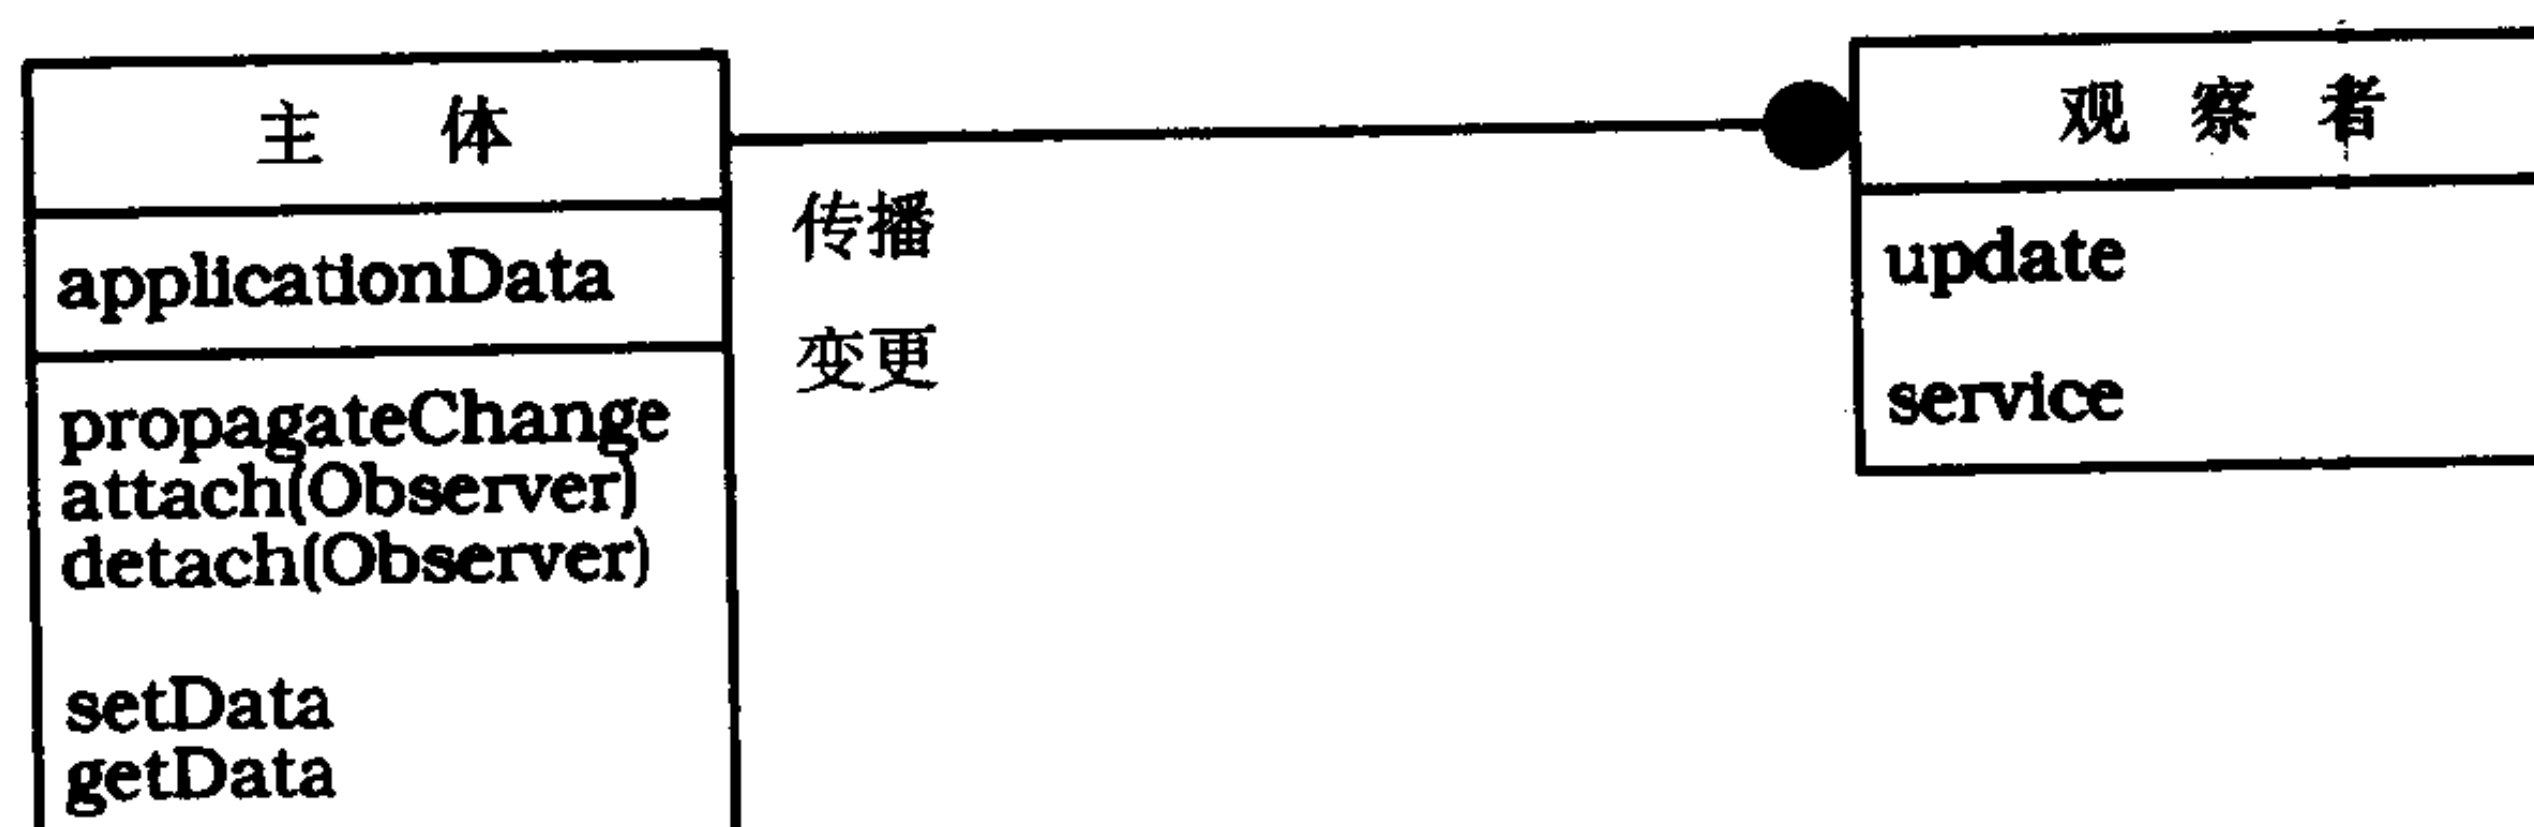 主 体
applicationData
propagateChange
attach(Observer)
detach(Observer)
setData
getData
传播
变更
观察者
update
service